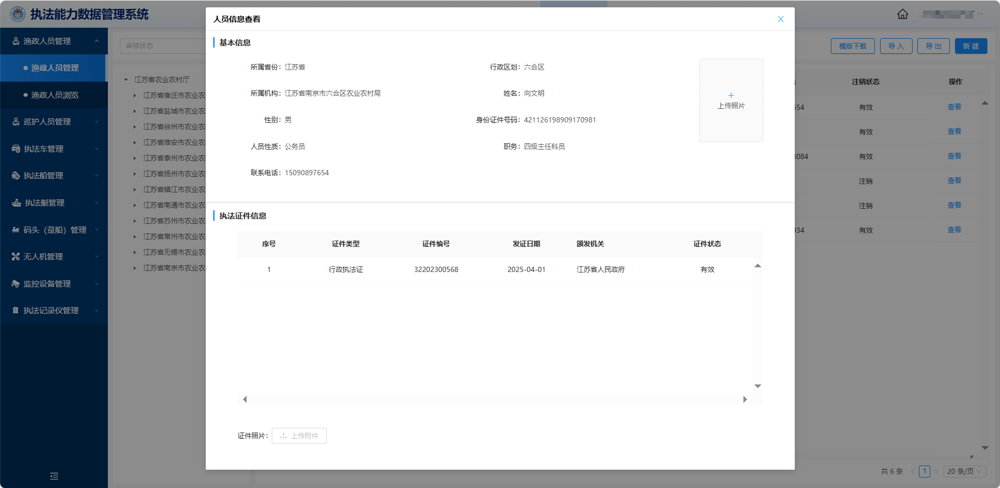 执法能力数据管理系统
渔政人员管理
渔政人员管理
渔政人员浏览
巡护人员管理
执法车管理
执法船管理
执法艇管理
码头（趸船）管理
无人机管理
监控设备管理
执法记录仪管理
审核状态
江苏省农业农村厅
江苏省宿迁市农业农
江苏省盐城市农业农
江苏省徐州市农业农
江苏省淮安市农业农
江苏省泰州市农业农
江苏省扬州市农业农
江苏省镇江市农业农
江苏省南通市农业农
江苏省苏州市农业农
江苏省常州市农业农
江苏省无锡市农业农
江苏省南京市农业农
人员信息查看
基本信息
所属省份：江苏省 行政区划：六合区
所属机构：江苏省南京市六合区农业农村局 姓名：向文明
性别：男 身份证件号码：421126198909170981
人员性质：公务员 职务：四级主任科员
联系电话：15090897654
上传照片
执法证件信息
序号 证件类型 证件编号 发证日期 颁发机关 证件状态
1 行政执法证 32202300568 2025-04-01 江苏省人民政府 有效
证件照片： 上传附件
模版下载 导入 导出 新建
注销状态 操作
554 有效 查看
有效 查看
3084 有效 查看
注销 查看
注销 查看
034 有效 查看
共 6 条 1 20 条/页